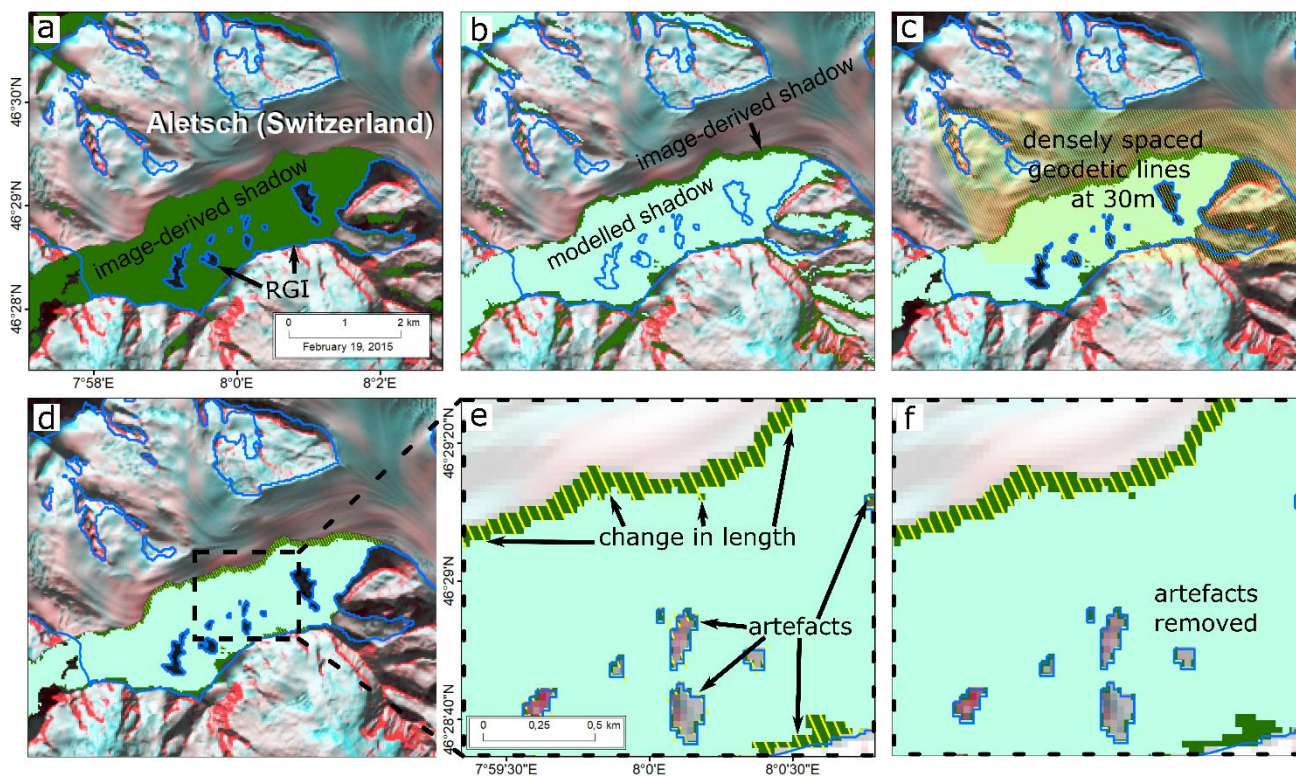 a
b
c
46°30'N
46°29'N
46°28'N
Aletsch (Switzerland)
image-derived shadow
RGI
0 1 2 km
February 19, 2015
7°58'E 8°0'E 8°2'E
image-derived shadow
modelled shadow
densely spaced
geodetic lines
at 30m
d
e
f
46°29'20"N
46°29'N
46°28'40"N
change in length
artefacts
0 0,25 0,5 km
7°59'30"E 8°0'E 8°0'30"E
artefacts
removed